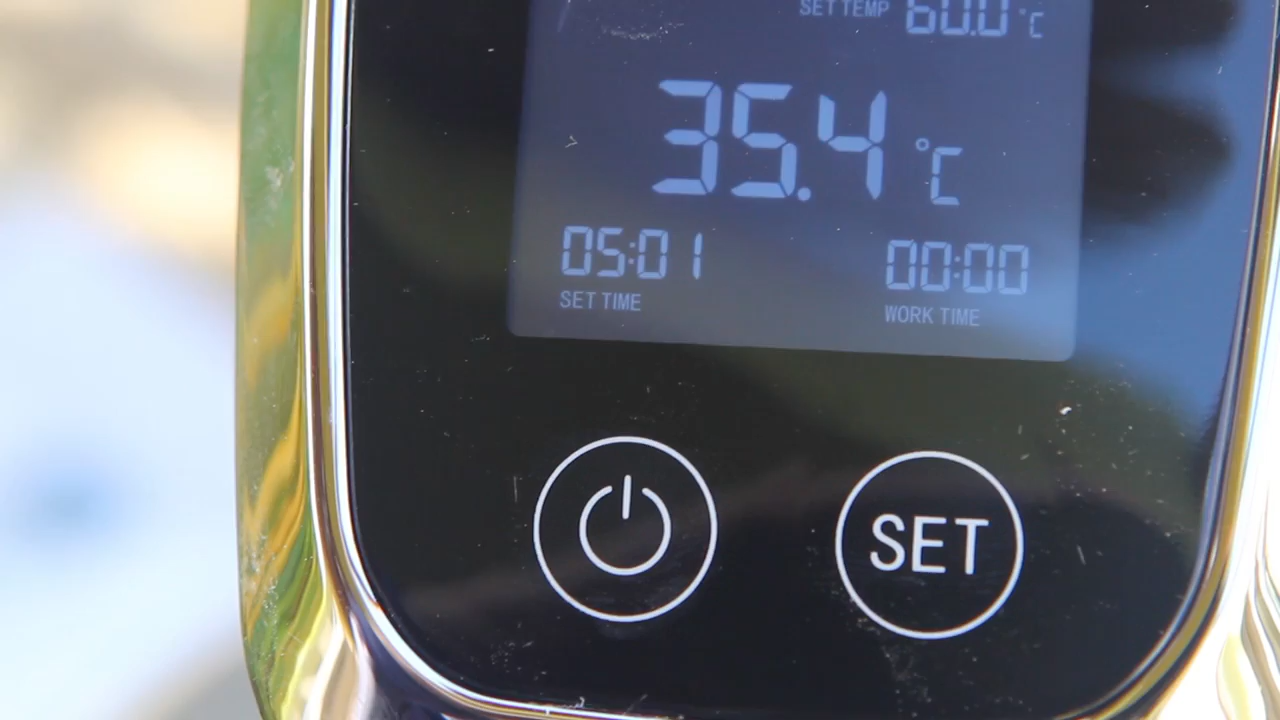 SET TEMP 60.0 °C
35.4 °C
05:01 00:00
SET TIME WORK TIME
SET